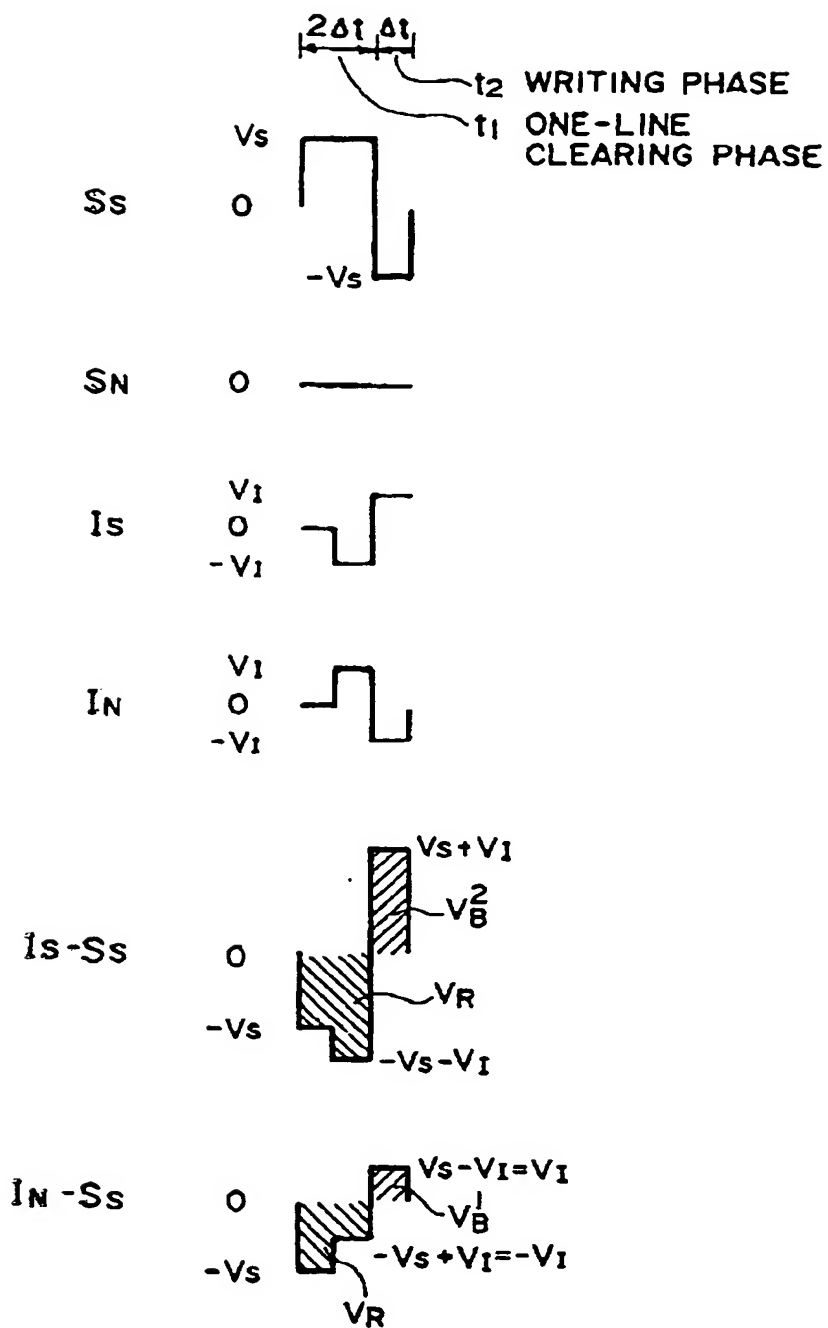 2Δt Δt
t2 WRITING PHASE
t1 ONE-LINE
CLEARING PHASE
Vs
Ss 0
-Vs
SN 0
VI
Is 0
-VI
VI
IN 0
-VI
Vs+VI
V2B
Is-Ss 0
VR
-Vs
-Vs-VI
Vs-VI=VI
IN-Ss 0
V1B
-Vs+VI=-VI
-Vs
VR